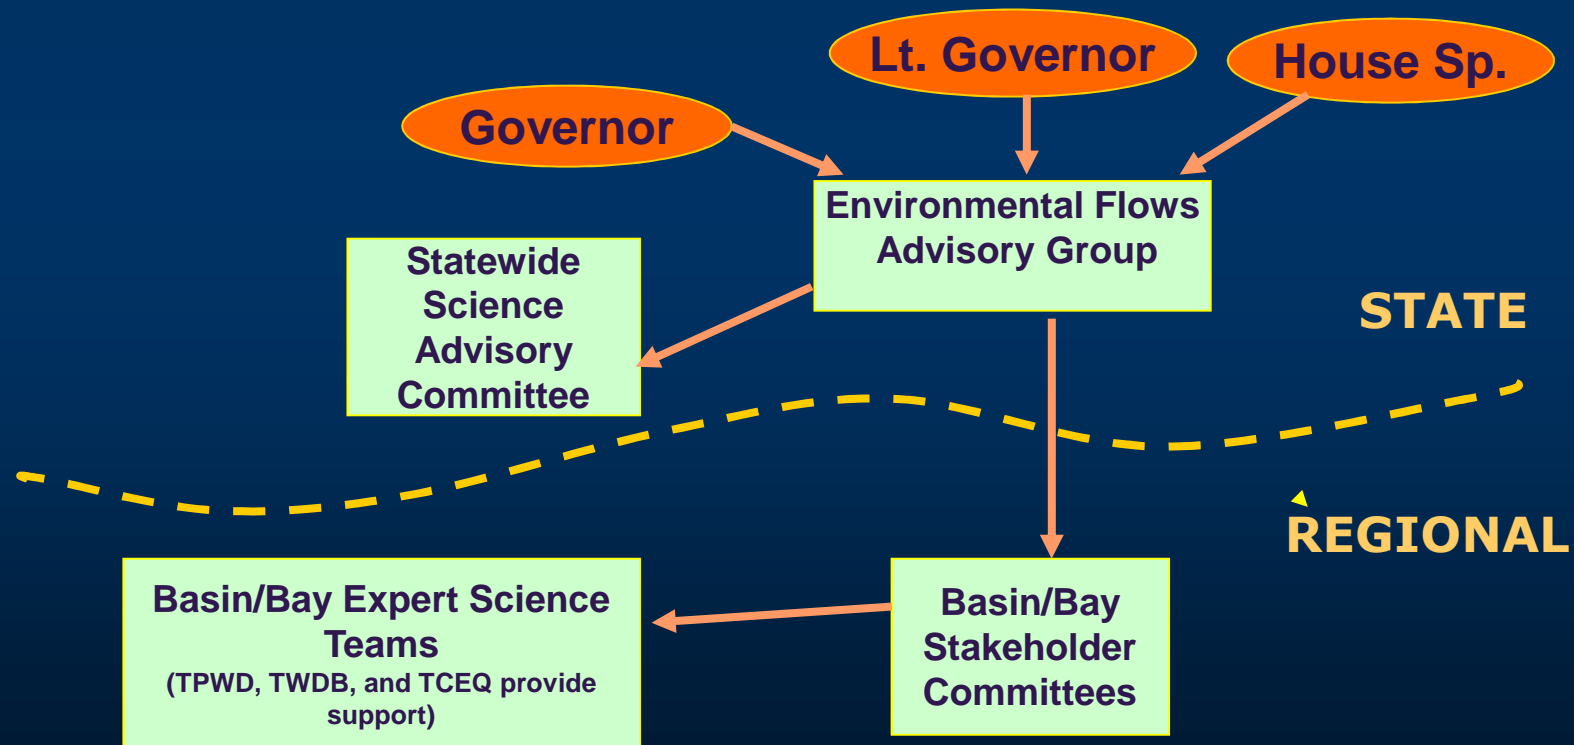 Lt. Governor
House Sp.
Governor
Environmental Flows
Advisory Group
Statewide
Science
Advisory
Committee
STATE
REGIONAL
Basin/Bay Expert Science
Teams
(TPWD, TWDB, and TCEQ provide
support)
Basin/Bay
Stakeholder
Committees